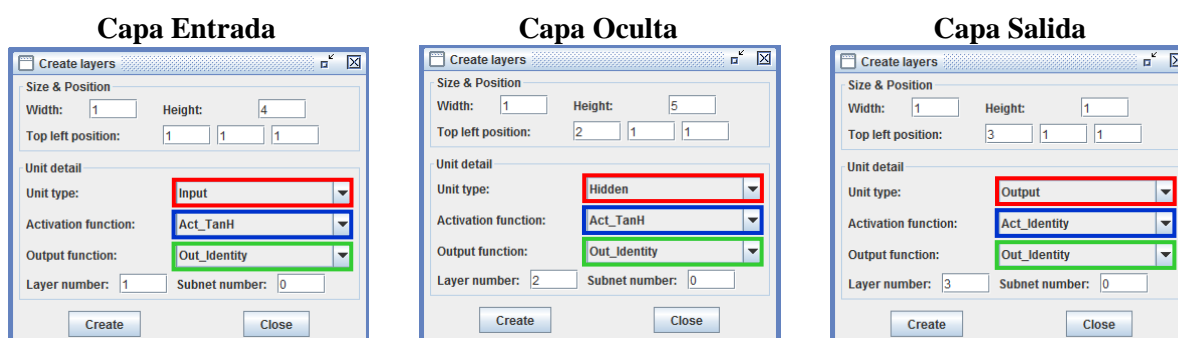 Capa Entrada
Create layers
Size & Position
Width: 1 Height: 4
Top left position: 1 1 1
Unit detail
Unit type: Input
Activation function: Act_TanH
Output function: Out_Identity
Layer number: 1 Subnet number: 0
Create Close
Capa Oculta
Create layers
Size & Position
Width: 1 Height: 5
Top left position: 2 1 1
Unit detail
Unit type: Hidden
Activation function: Act_TanH
Output function: Out_Identity
Layer number: 2 Subnet number: 0
Create Close
Capa Salida
Create layers
Size & Position
Width: 1 Height: 1
Top left position: 3 1 1
Unit detail
Unit type: Output
Activation function: Act_Identity
Output function: Out_Identity
Layer number: 3 Subnet number: 0
Create Close